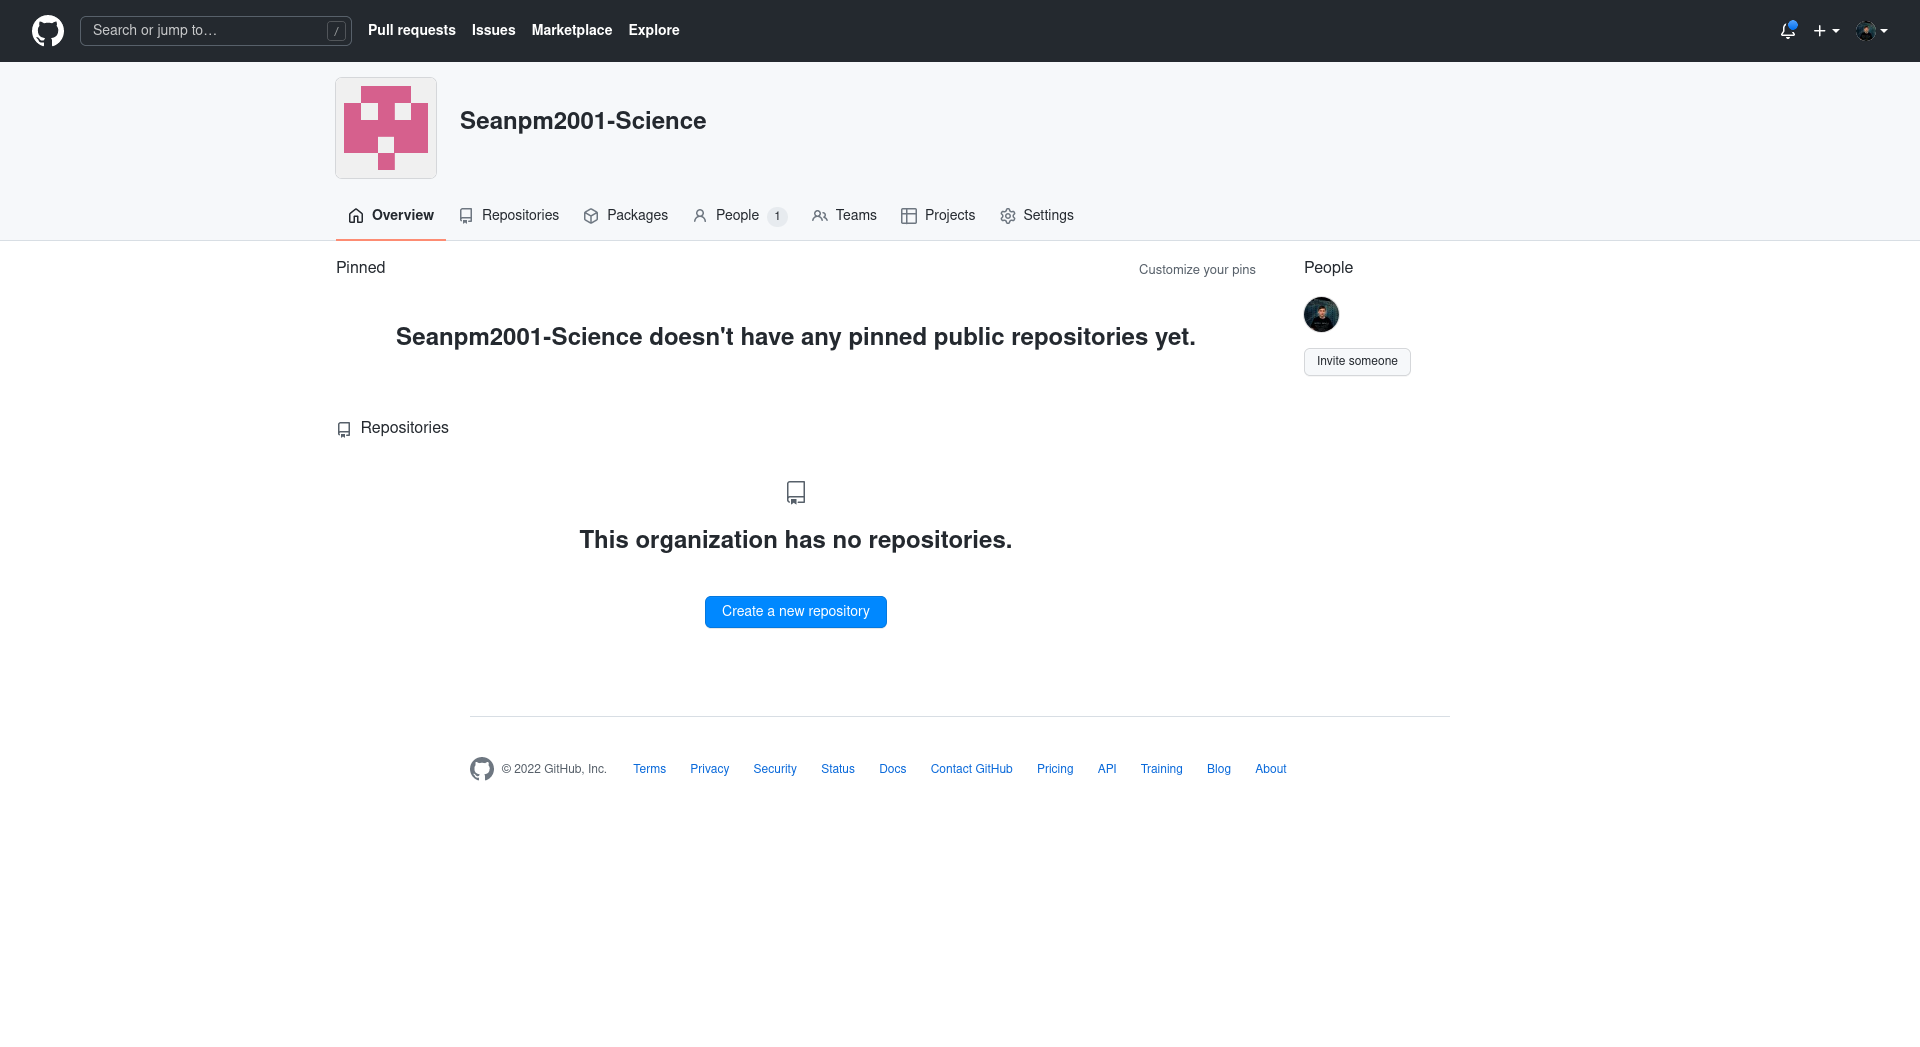 Search or jump to… /
Pull requests Issues Marketplace Explore
Seanpm2001-Science
Overview Repositories Packages People 1 Teams Projects Settings
Pinned
Customize your pins
People
Seanpm2001-Science doesn't have any pinned public repositories yet.
Invite someone
Repositories
This organization has no repositories.
Create a new repository
© 2022 GitHub, Inc. Terms Privacy Security Status Docs Contact GitHub Pricing API Training Blog About